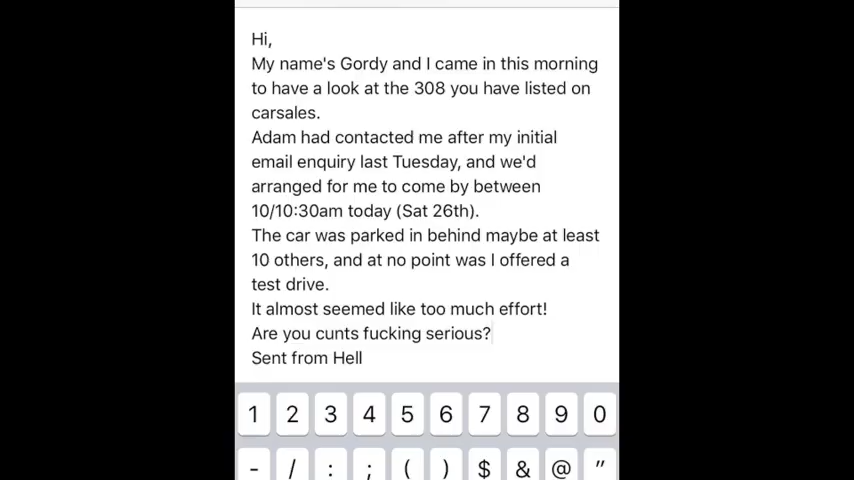 Hi,
My name's Gordy and I came in this morning
to have a look at the 308 you have listed on
carsales.
Adam had contacted me after my initial
email enquiry last Tuesday, and we'd
arranged for me to come by between
10/10:30am today (Sat 26th).
The car was parked in behind maybe at least
10 others, and at no point was I offered a
test drive.
It almost seemed like too much effort!
Are you cunts fucking serious?
Sent from Hell
1 2 3 4 5 6 7 8 9 0
- / : ; ( ) $ & @ "